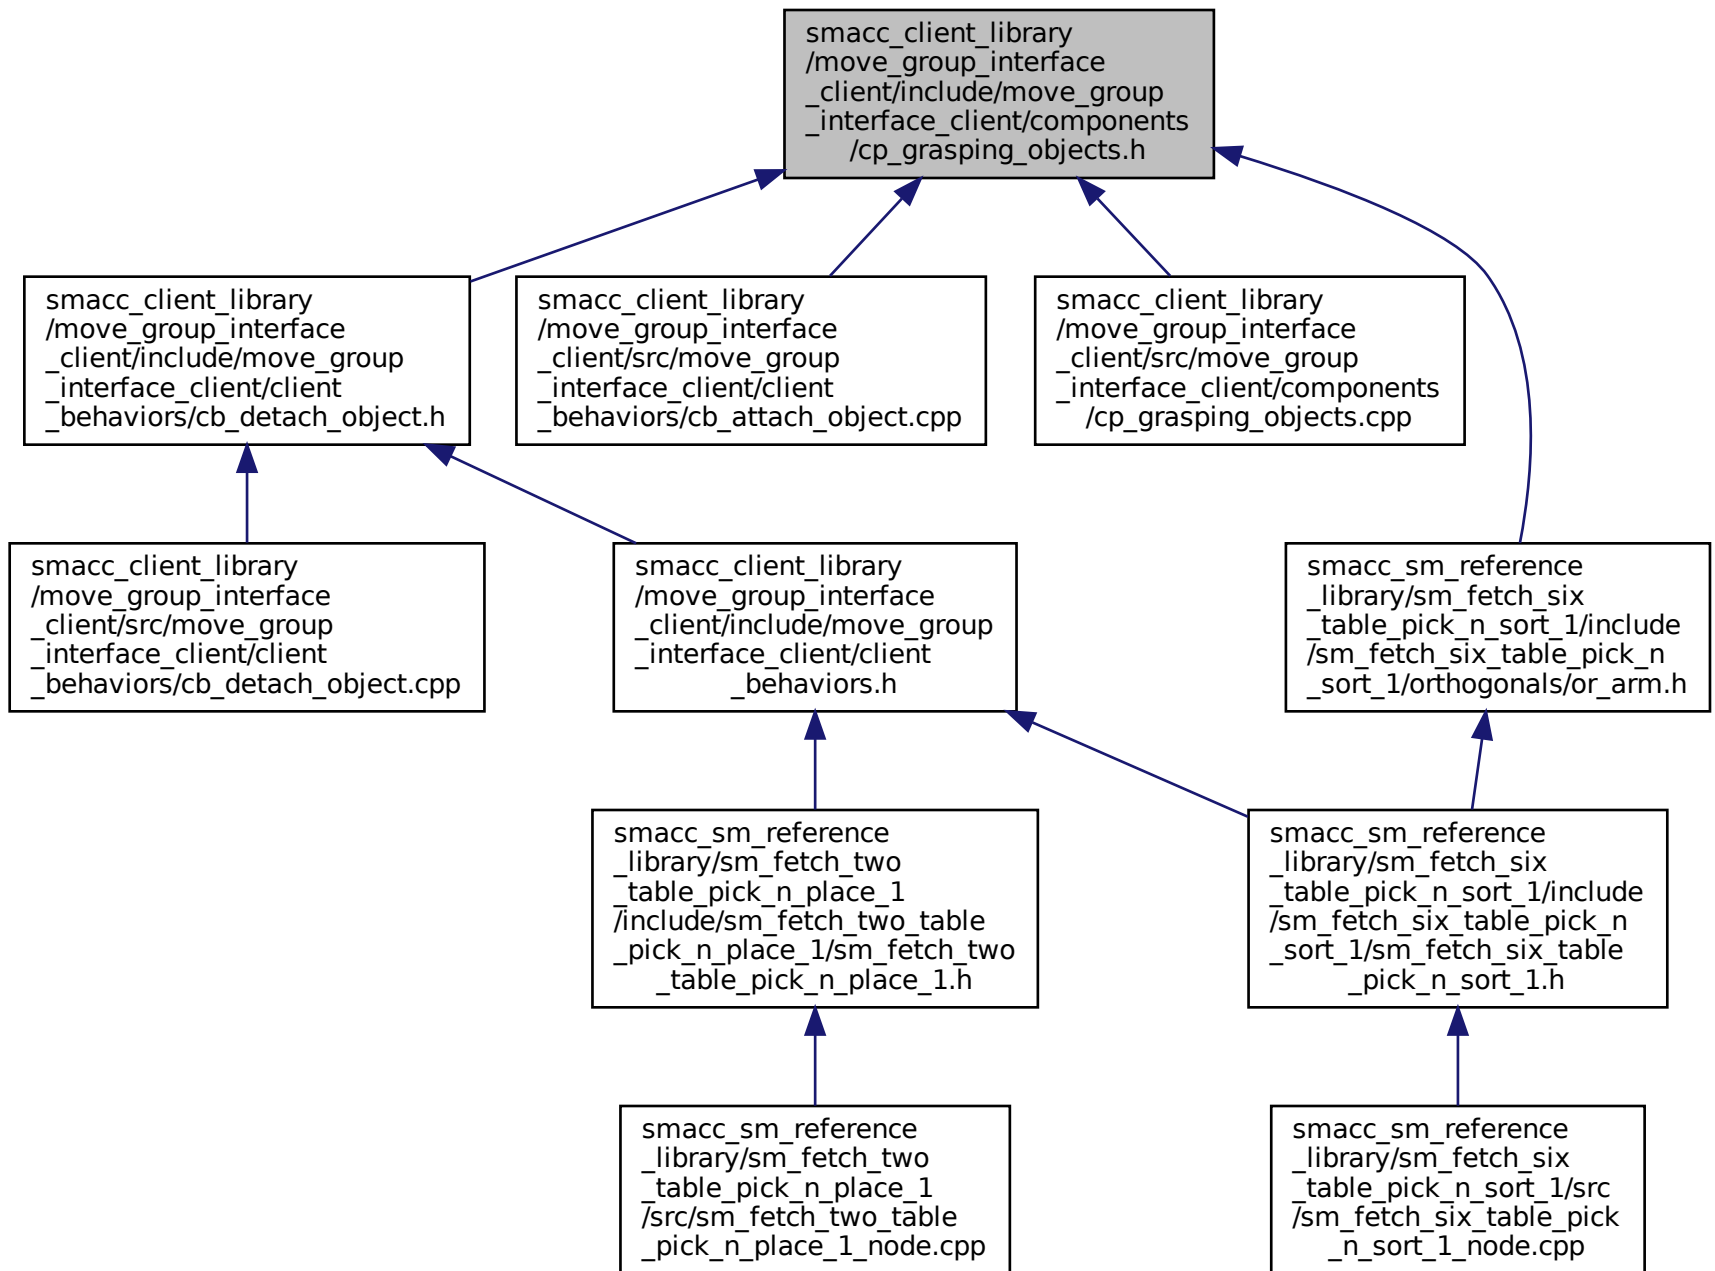 smacc_client_library
/move_group_interface
_client/include/move_group
_interface_client/components
/cp_grasping_objects.h
smacc_client_library
/move_group_interface
_client/include/move_group
_interface_client/client
_behaviors/cb_detach_object.h
smacc_client_library
/move_group_interface
_client/src/move_group
_interface_client/client
_behaviors/cb_attach_object.cpp
smacc_client_library
/move_group_interface
_client/src/move_group
_interface_client/components
/cp_grasping_objects.cpp
smacc_client_library
/move_group_interface
_client/src/move_group
_interface_client/client
_behaviors/cb_detach_object.cpp
smacc_client_library
/move_group_interface
_client/include/move_group
_interface_client/client
_behaviors.h
smacc_sm_reference
_library/sm_fetch_six
_table_pick_n_sort_1/include
/sm_fetch_six_table_pick_n
_sort_1/orthogonals/or_arm.h
smacc_sm_reference
_library/sm_fetch_two
_table_pick_n_place_1
/include/sm_fetch_two_table
_pick_n_place_1/sm_fetch_two
_table_pick_n_place_1.h
smacc_sm_reference
_library/sm_fetch_six
_table_pick_n_sort_1/include
/sm_fetch_six_table_pick_n
_sort_1/sm_fetch_six_table
_pick_n_sort_1.h
smacc_sm_reference
_library/sm_fetch_two
_table_pick_n_place_1
/src/sm_fetch_two_table
_pick_n_place_1_node.cpp
smacc_sm_reference
_library/sm_fetch_six
_table_pick_n_sort_1/src
/sm_fetch_six_table_pick
_n_sort_1_node.cpp